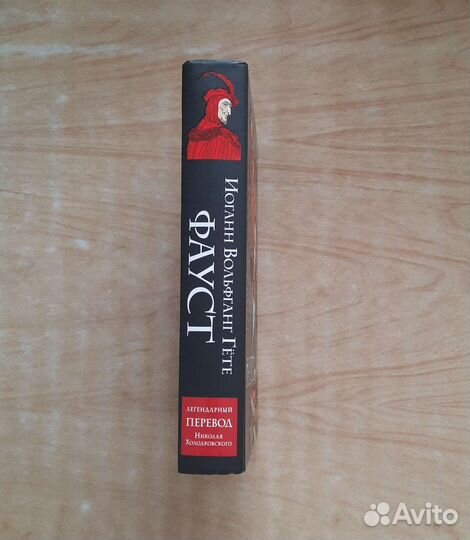 Иоганн Вольфганг Гёте
ФАУСТ
ЛЕГЕНДАРНЫЙ
ПЕРЕВОД
Николая
Холодковского
Avito